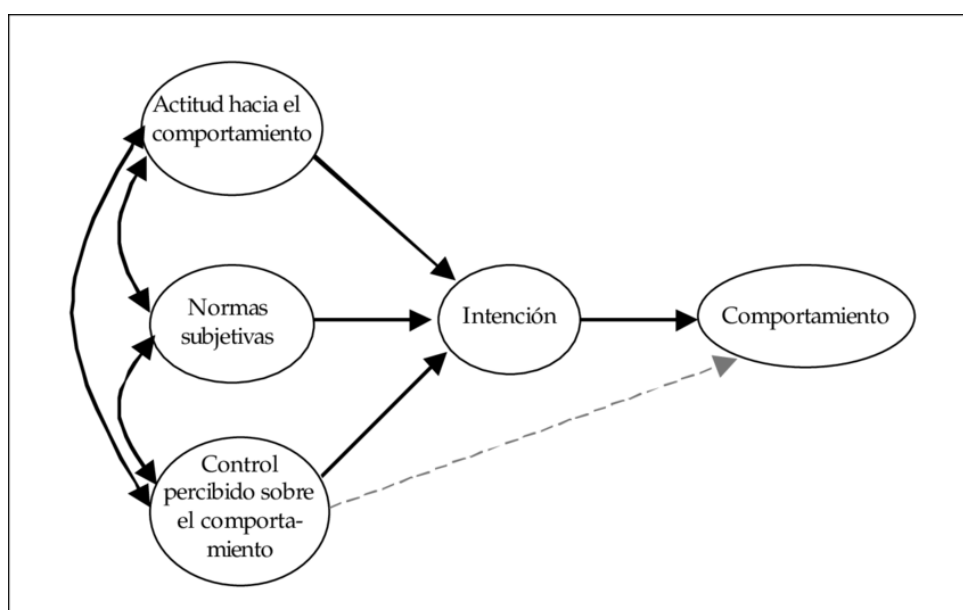 Actitud hacia el
comportamiento
Normas
subjetivas
Intención
Comportamiento
Control
percibido sobre
el comporta-
miento